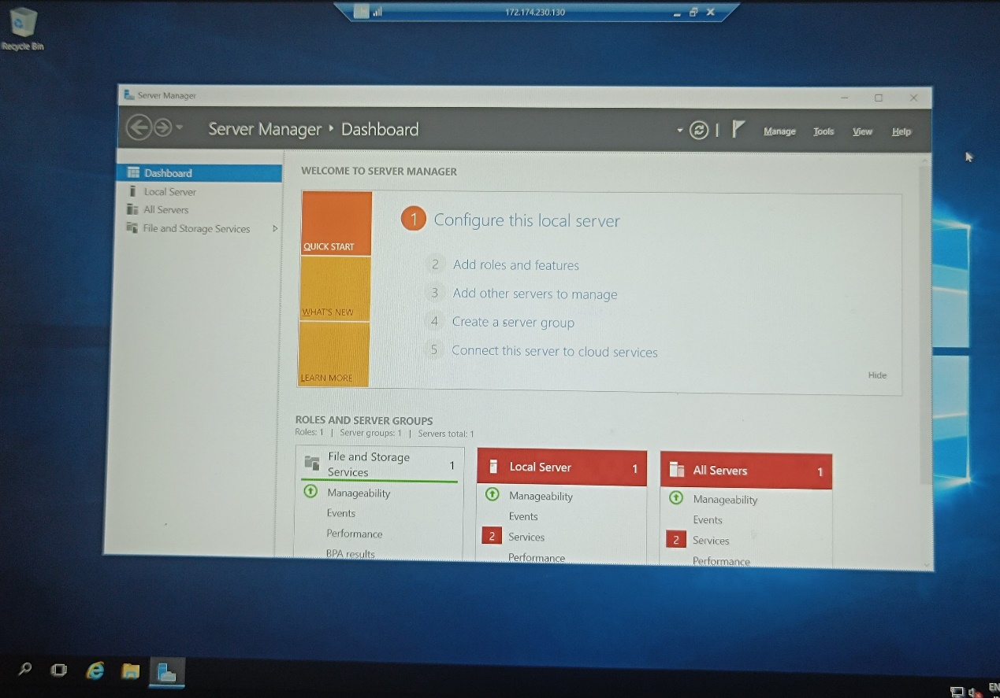 172.174.230.130
Recycle Bin
Server Manager
Server Manager Dashboard
Manage Tools View Help
Dashboard
Local Server
All Servers
File and Storage Services
WELCOME TO SERVER MANAGER
QUICK START
WHAT'S NEW
LEARN MORE
1 Configure this local server
2 Add roles and features
3 Add other servers to manage
4 Create a server group
5 Connect this server to cloud services
Hide
ROLES AND SERVER GROUPS
Roles: 1 | Server groups: 1 | Servers total: 1
File and Storage
Services
1
Manageability
Events
Performance
BPA results
Local Server 1
Manageability
Events
2 Services
Performance
All Servers 1
Manageability
Events
2 Services
Performance
EN